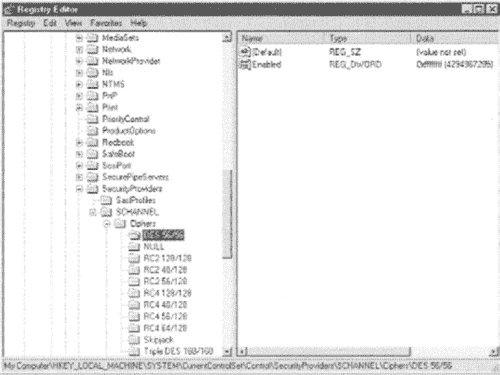 Registry Editor
Registry Edit View Favorites Help
MediaSets
Network
NetworkProvider
Nls
NTMS
PnP
Print
PriorityControl
ProductOptions
Redbook
SafeBoot
ScsiPort
SecurePipeServers
SecurityProviders
SaslProfiles
SCHANNEL
Ciphers
DES 56/56
NULL
RC2 128/128
RC2 40/128
RC2 56/128
RC4 128/128
RC4 40/128
RC4 56/128
RC4 64/128
Skipjack
Triple DES 168/168
Name Type Data
(Default) REG_SZ (value not set)
Enabled REG_DWORD 0xffffffff (4294967295)
My Computer\HKEY_LOCAL_MACHINE\SYSTEM\CurrentControlSet\Control\SecurityProviders\SCHANNEL\Ciphers\DES 56/56